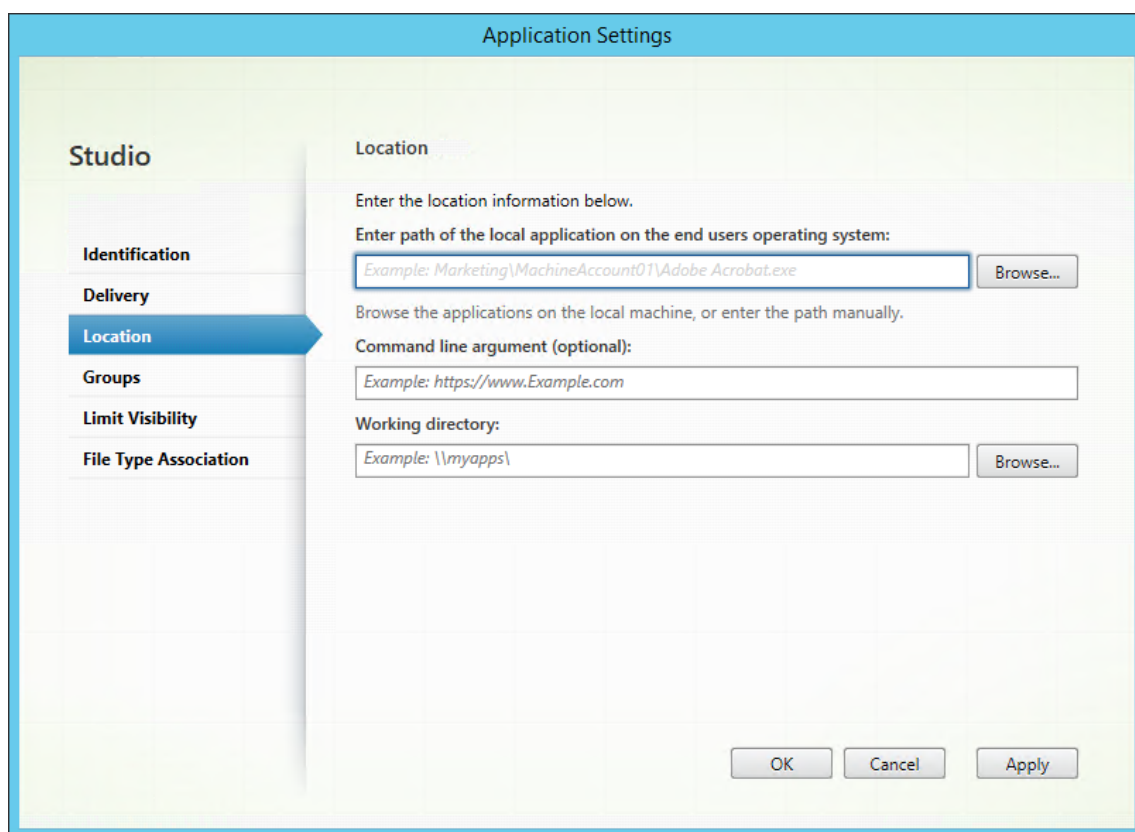 Application Settings
Studio
Identification
Delivery
Location
Groups
Limit Visibility
File Type Association
Location
Enter the location information below.
Enter path of the local application on the end users operating system:
Example: Marketing\MachineAccount01\Adobe Acrobat.exe
Browse...
Browse the applications on the local machine, or enter the path manually.
Command line argument (optional):
Example: https://www.Example.com
Working directory:
Example: \\myapps\
Browse...
OK
Cancel
Apply